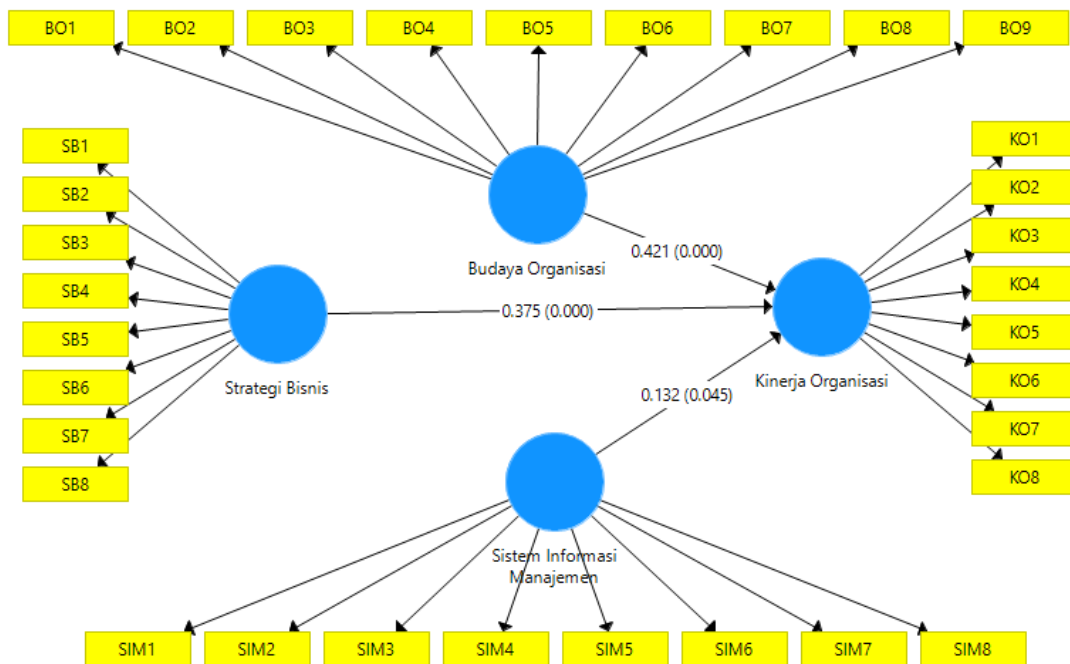 BO1 BO2 BO3 BO4 BO5 BO6 BO7 BO8 BO9
SB1
SB2
SB3
SB4
SB5
SB6
SB7
SB8
Budaya Organisasi
0.421 (0.000)
0.375 (0.000)
Strategi Bisnis
Kinerja Organisasi
0.132 (0.045)
KO1
KO2
KO3
KO4
KO5
KO6
KO7
KO8
Sistem Informasi
Manajemen
SIM1 SIM2 SIM3 SIM4 SIM5 SIM6 SIM7 SIM8